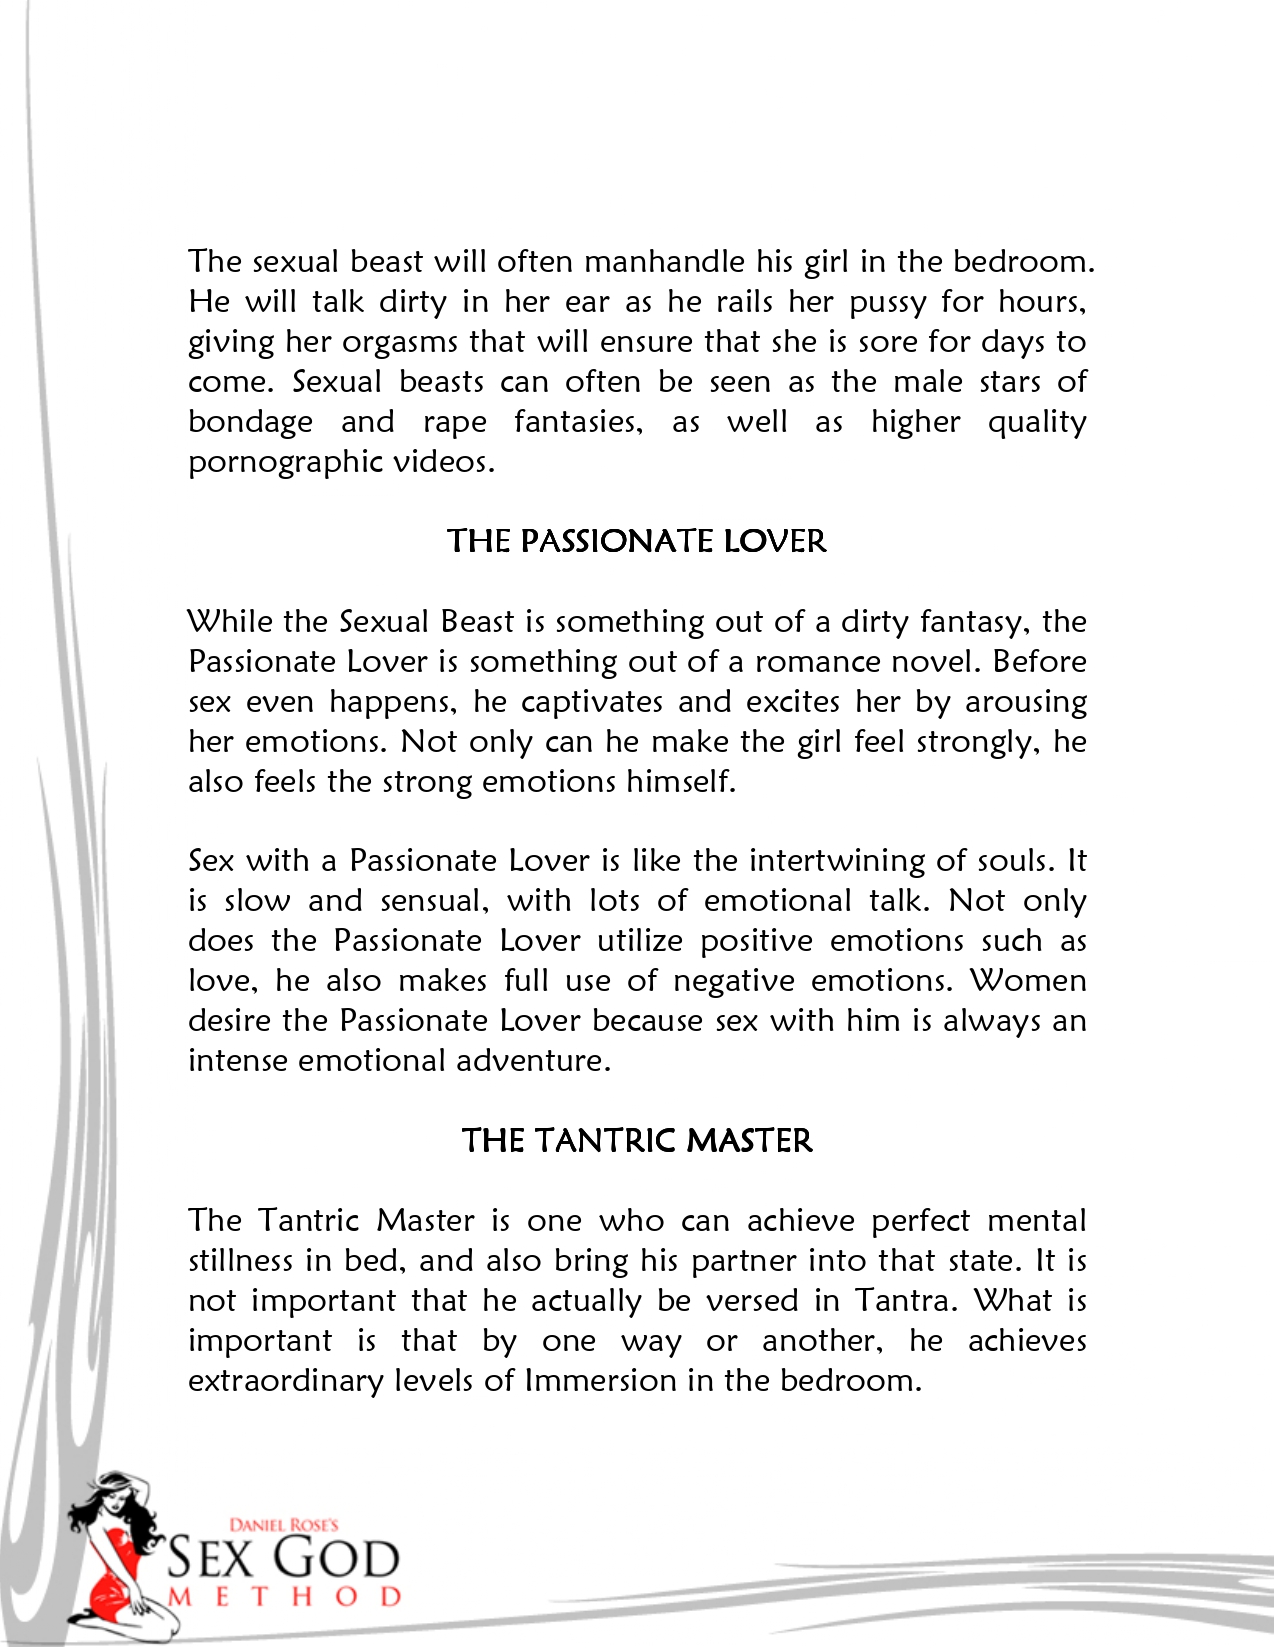 The sexual beast will often manhandle his girl in the bedroom.
He will talk dirty in her ear as he rails her pussy for hours,
giving her orgasms that will ensure that she is sore for days to
come. Sexual beasts can often be seen as the male stars of
bondage and rape fantasies, as well as higher quality
pornographic videos.
THE PASSIONATE LOVER
While the Sexual Beast is something out of a dirty fantasy, the
Passionate Lover is something out of a romance novel. Before
sex even happens, he captivates and excites her by arousing
her emotions. Not only can he make the girl feel strongly, he
also feels the strong emotions himself.
Sex with a Passionate Lover is like the intertwining of souls. It
is slow and sensual, with lots of emotional talk. Not only
does the Passionate Lover utilize positive emotions such as
love, he also makes full use of negative emotions. Women
desire the Passionate Lover because sex with him is always an
intense emotional adventure.
THE TANTRIC MASTER
The Tantric Master is one who can achieve perfect mental
stillness in bed, and also bring his partner into that state. It is
not important that he actually be versed in Tantra. What is
important is that by one way or another, he achieves
extraordinary levels of Immersion in the bedroom.
DANIEL ROSE'S
SEX GOD
METHOD